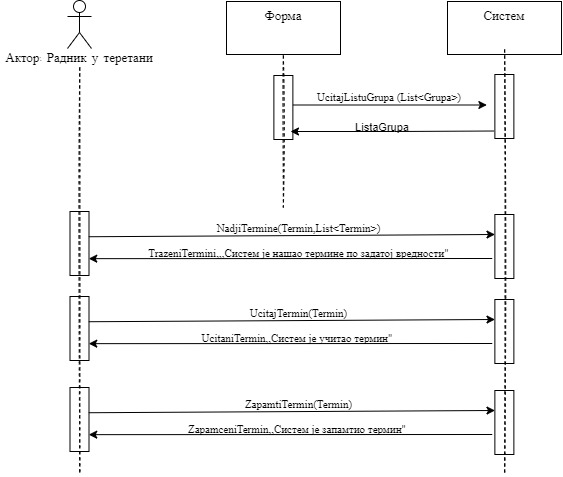 Форма
Систем
Актор: Радник у теретани
UcitajListuGrupa (List<Grupa>)
ListaGrupa
NadjiTermine(Termin,List<Termin>)
TrazeniTermini,,,Систем је нашао термине по задатој вредности"
UcitajTermin(Termin)
UcitaniTermin,,Систем је учитао термин"
ZapamtiTermin(Termin)
ZapamceniTermin,,Систем је запамтио термин"